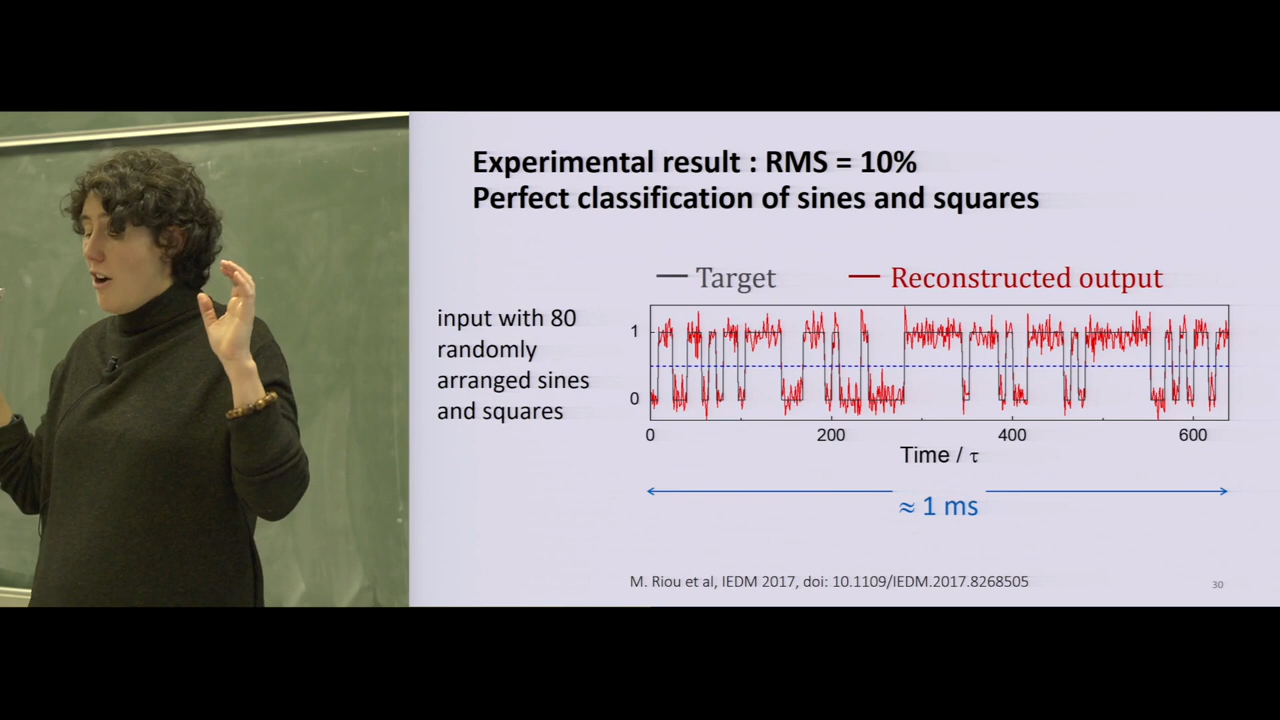 Experimental result : RMS = 10%
Perfect classification of sines and squares
Target
Reconstructed output
input with 80
randomly
arranged sines
and squares
1
0
0
200
400
600
Time / τ
≈ 1 ms
M. Riou et al, IEDM 2017, doi: 10.1109/IEDM.2017.8268505
30